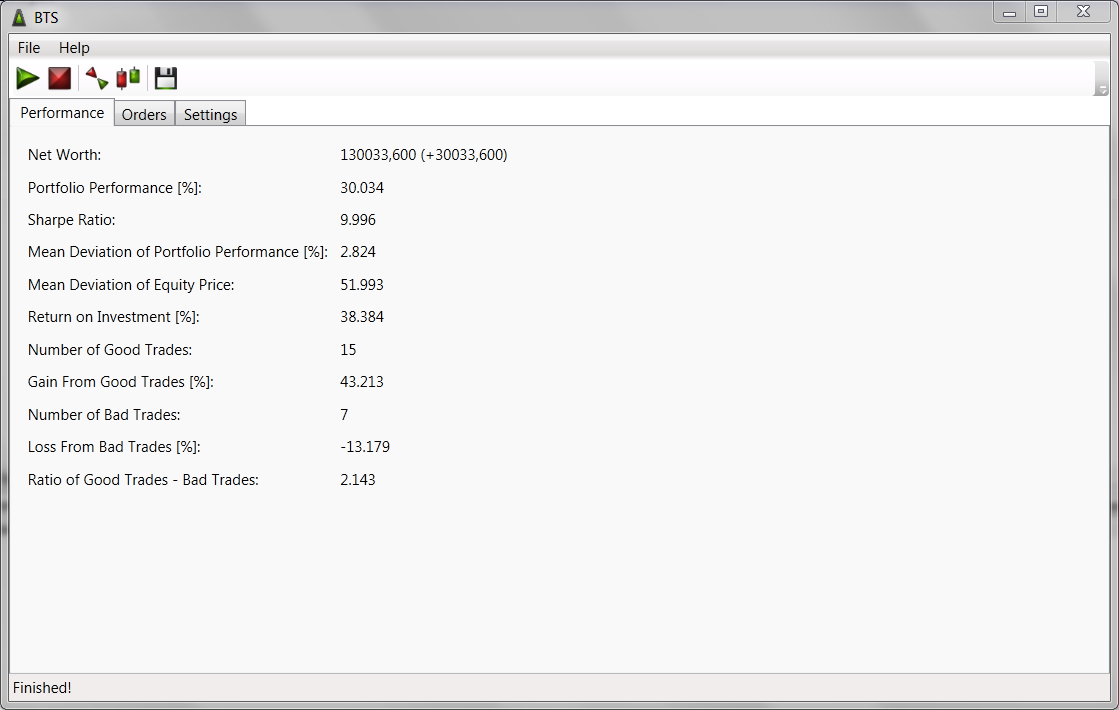 BTS
File Help
Performance Orders Settings
Net Worth: 130033,600 (+30033,600)
Portfolio Performance [%]: 30.034
Sharpe Ratio: 9.996
Mean Deviation of Portfolio Performance [%]: 2.824
Mean Deviation of Equity Price: 51.993
Return on Investment [%]: 38.384
Number of Good Trades: 15
Gain From Good Trades [%]: 43.213
Number of Bad Trades: 7
Loss From Bad Trades [%]: -13.179
Ratio of Good Trades - Bad Trades: 2.143
Finished!